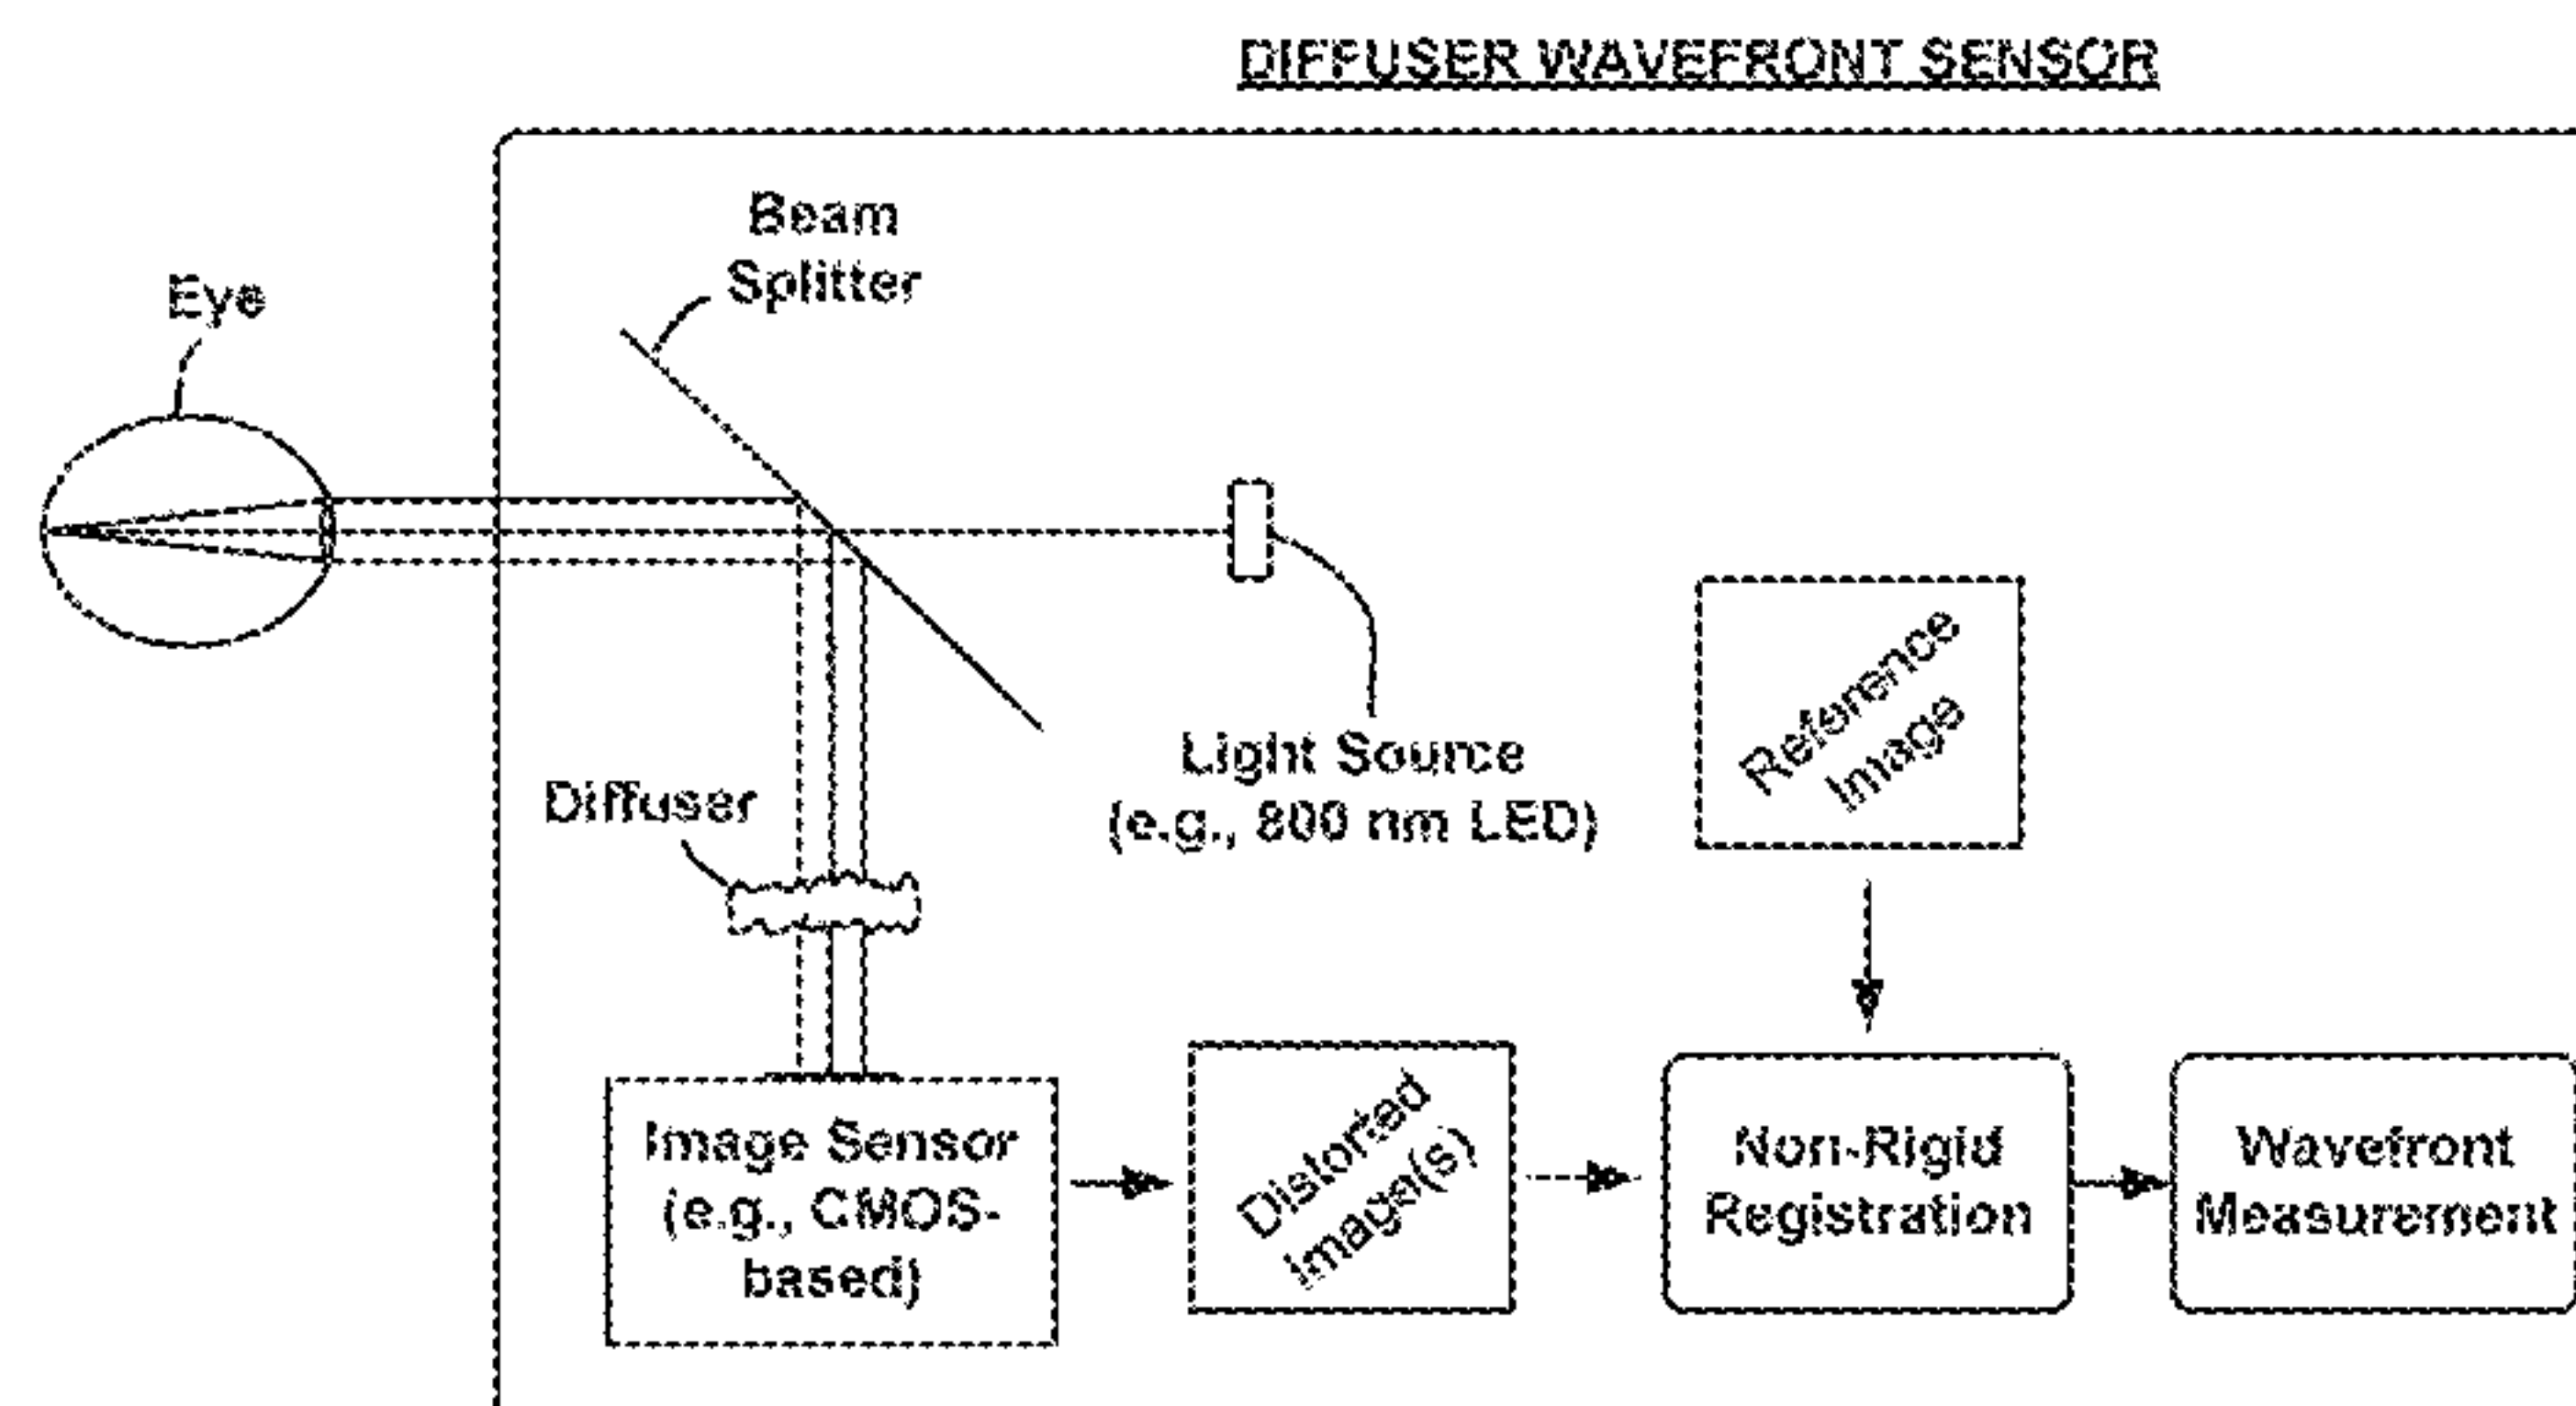 DIFFUSER WAVEFRONT SENSOR
Beam
Splitter
Eye
Light Source
(e.g., 800 nm LED)
Reference
Image
Diffuser
Image Sensor
(e.g., CMOS-
based)
Distorted
Image(s)
Non-Rigid
Registration
Wavefront
Measurement